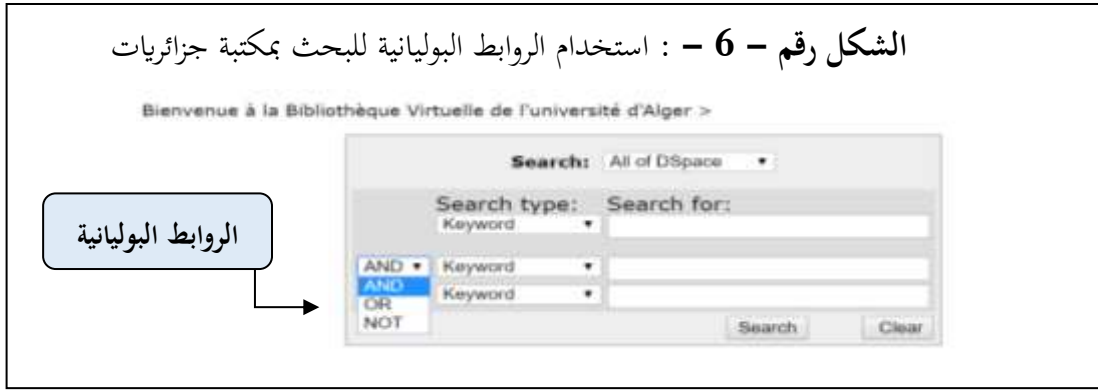 الشكل رقم – 6 – : استخدام الروابط البوليانية للبحث بمكتبة جزائريات
Bienvenue à la Bibliothèque Virtuelle de l'université d'Alger >
Search: All of DSpace
Search type: Search for:
Keyword
الروابط البوليانية
AND Keyword
AND
Keyword
OR
NOT
Search Clear